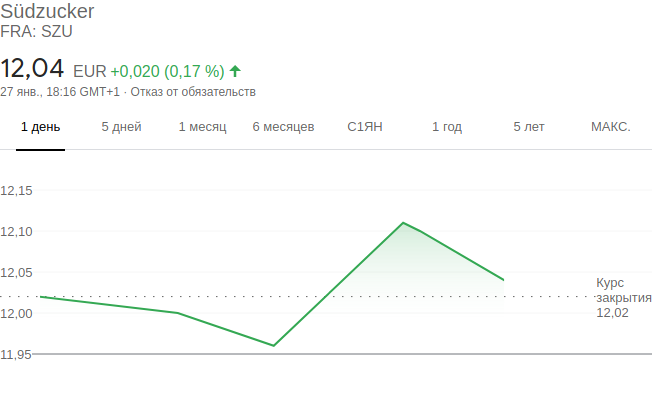 Südzucker
FRA: SZU
12,04 EUR +0,020 (0,17 %)
27 янв., 18:16 GMT+1 · Отказ от обязательств
1 день 5 дней 1 месяц 6 месяцев С1ЯН 1 год 5 лет МАКС.
12,15
12,10
12,05
12,00
11,95
Курс
закрытия
12,02